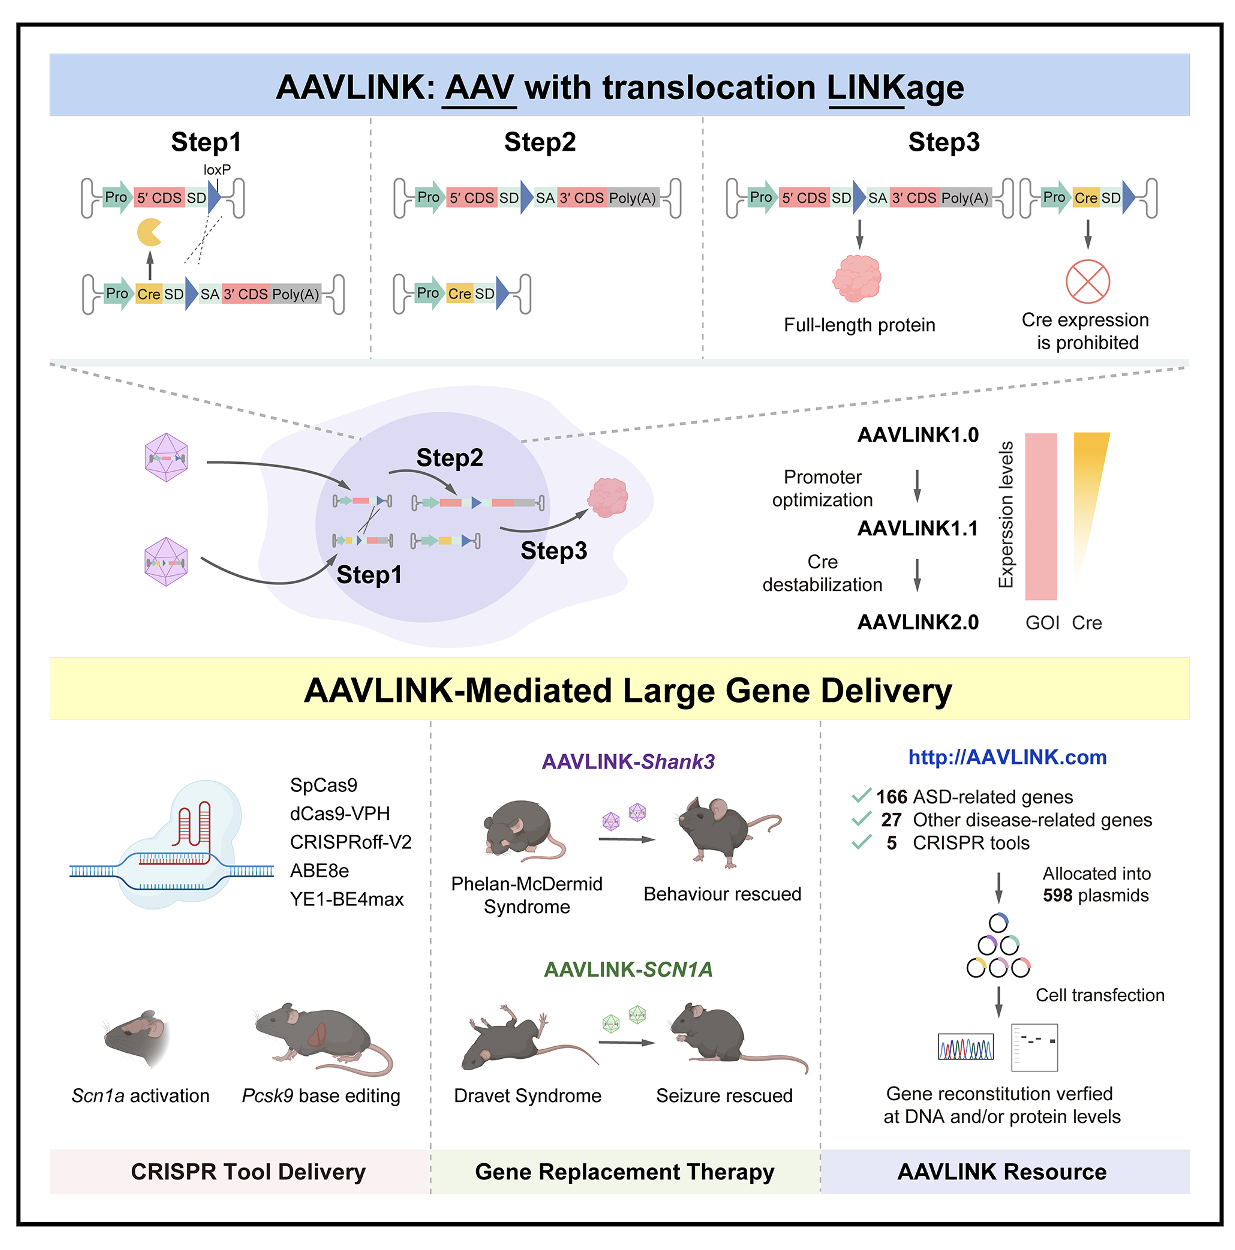 AAVLINK: AAV with translocation LINKage
Step1
loxP
Pro 5′ CDS SD
Pro Cre SD SA 3′ CDS Poly(A)
Step2
Pro 5′ CDS SD SA 3′ CDS Poly(A)
Pro Cre SD
Step3
Pro 5′ CDS SD SA 3′ CDS Poly(A)
Pro Cre SD
Full-length protein
Cre expression
is prohibited
Step2
Step3
Step1
AAVLINK1.0
Promoter
optimization
AAVLINK1.1
Cre
destabilization
AAVLINK2.0
Experssion levels
GOI Cre
AAVLINK-Mediated Large Gene Delivery
SpCas9
dCas9-VPH
CRISPRoff-V2
ABE8e
YE1-BE4max
Scn1a activation
Pcsk9 base editing
CRISPR Tool Delivery
AAVLINK-Shank3
Phelan-McDermid
Syndrome
Behaviour rescued
AAVLINK-SCN1A
Dravet Syndrome
Seizure rescued
Gene Replacement Therapy
http://AAVLINK.com
166 ASD-related genes
27 Other disease-related genes
5 CRISPR tools
Allocated into
598 plasmids
Cell transfection
Gene reconstitution verfied
at DNA and/or protein levels
AAVLINK Resource